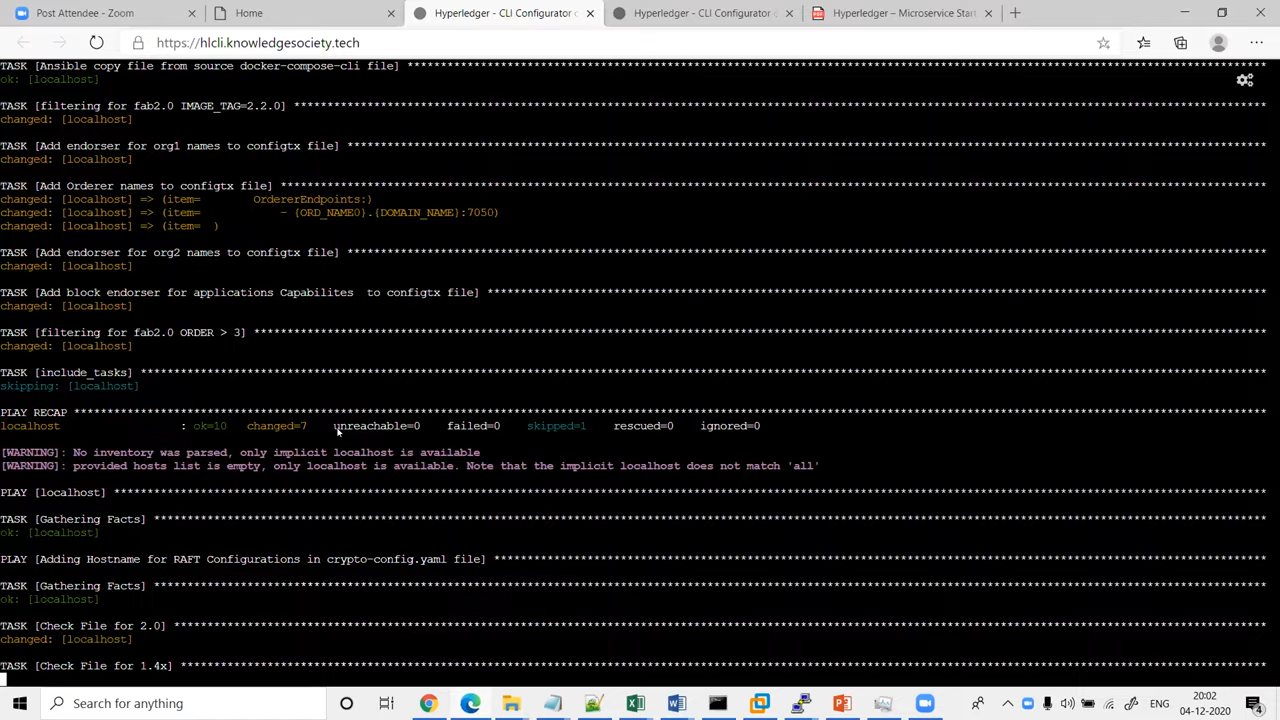 Post Attendee - Zoom
Home
Hyperledger - CLI Configurator c
Hyperledger - CLI Configurator c
Hyperledger – Microservice Start
https://hlcli.knowledgesociety.tech
TASK [Ansible copy file from source docker-compose-cli file] *********************************************************************************************************************************
ok: [localhost]
TASK [filtering for fab2.0 IMAGE_TAG=2.2.0] **************************************************************************************************************************************************
changed: [localhost]
TASK [Add endorser for org1 names to configtx file] ******************************************************************************************************************************************
changed: [localhost]
TASK [Add Orderer names to configtx file] ****************************************************************************************************************************************************
changed: [localhost] => (item=        OrdererEndpoints:)
changed: [localhost] => (item=            - {ORD_NAME0}.{DOMAIN_NAME}:7050)
changed: [localhost] => (item=  )
TASK [Add endorser for org2 names to configtx file] ******************************************************************************************************************************************
changed: [localhost]
TASK [Add block endorser for applications Capabilites  to configtx file] *********************************************************************************************************************
changed: [localhost]
TASK [filtering for fab2.0 ORDER > 3] ********************************************************************************************************************************************************
changed: [localhost]
TASK [include_tasks] *************************************************************************************************************************************************************************
skipping: [localhost]
PLAY RECAP ***********************************************************************************************************************************************************************************
localhost                  : ok=10   changed=7    unreachable=0    failed=0    skipped=1    rescued=0    ignored=0
[WARNING]: No inventory was parsed, only implicit localhost is available
[WARNING]: provided hosts list is empty, only localhost is available. Note that the implicit localhost does not match 'all'
PLAY [localhost] *****************************************************************************************************************************************************************************
TASK [Gathering Facts] ***********************************************************************************************************************************************************************
ok: [localhost]
PLAY [Adding Hostname for RAFT Configurations in crypto-config.yaml file] ********************************************************************************************************************
TASK [Gathering Facts] ***********************************************************************************************************************************************************************
ok: [localhost]
TASK [Check File for 2.0] ********************************************************************************************************************************************************************
changed: [localhost]
TASK [Check File for 1.4x] *******************************************************************************************************************************************************************
Search for anything
ENG
20:02
04-12-2020
4